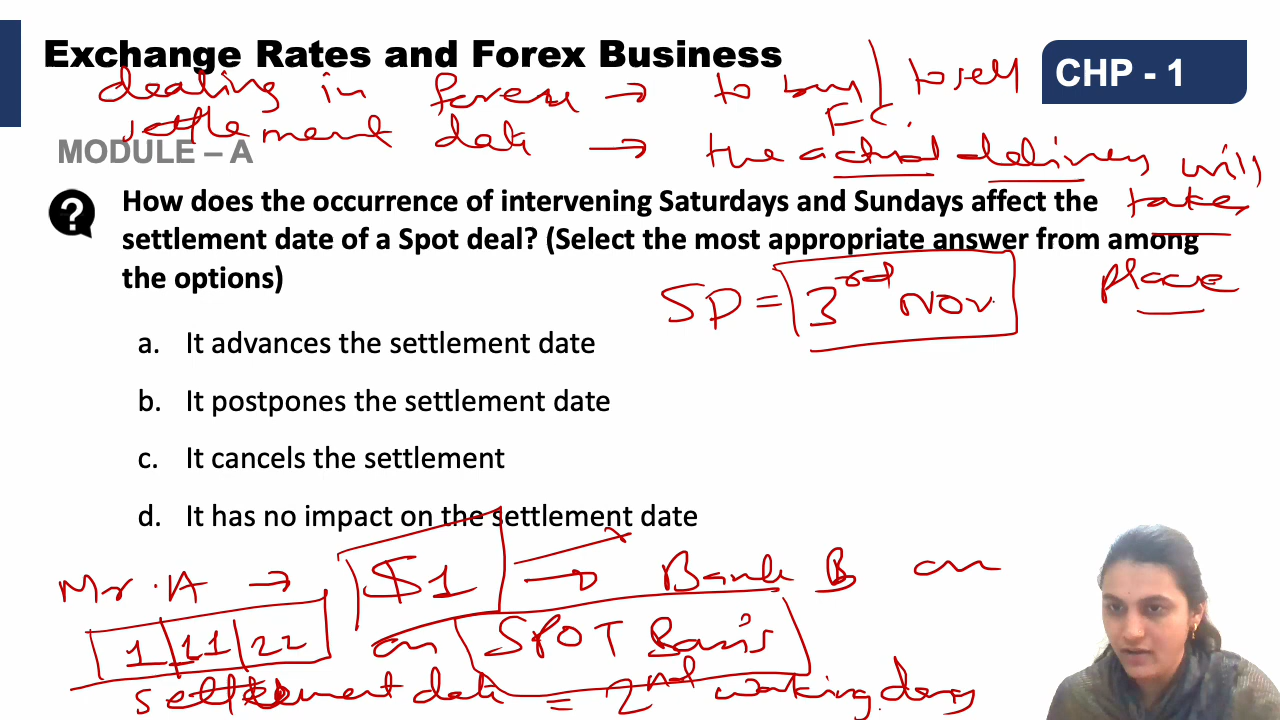 Exchange Rates and Forex Business
CHP - 1
dealing in forex → to buy / to sell
FC
settlement date → the actual delivery will
takes
place
MODULE – A
How does the occurrence of intervening Saturdays and Sundays affect the
settlement date of a Spot deal? (Select the most appropriate answer from among
the options)
SP = 3rd Nov.
a. It advances the settlement date
b. It postpones the settlement date
c. It cancels the settlement
d. It has no impact on the settlement date
Mr. A → $1 → Bank B on
1 | 11 | 22 on SPOT Basis
settlement date = 2nd working days